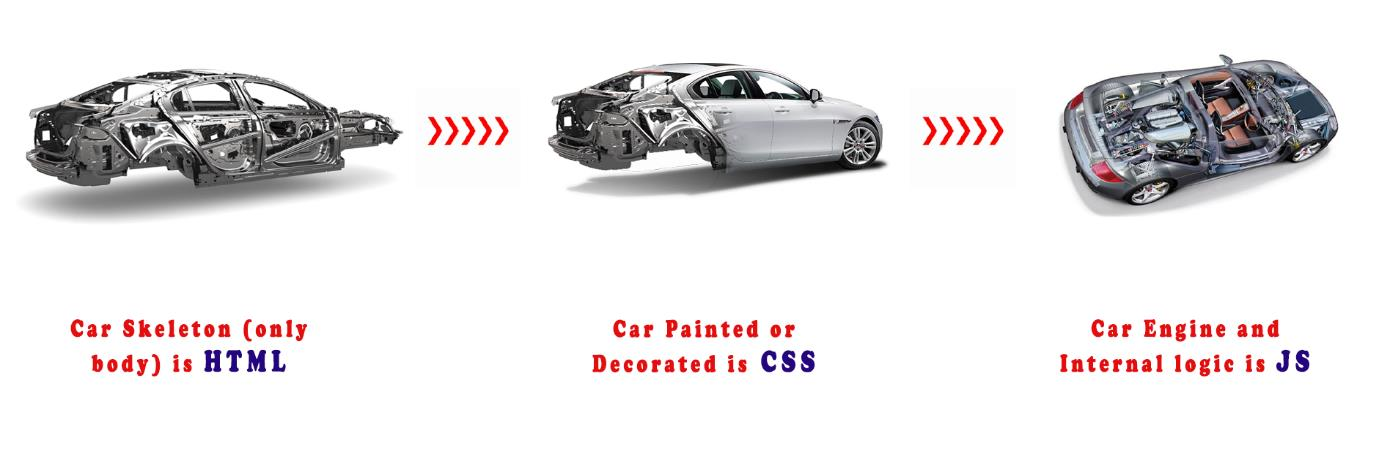 Car Skeleton (only
body) is HTML
Car Painted or
Decorated is CSS
Car Engine and
Internal logic is JS